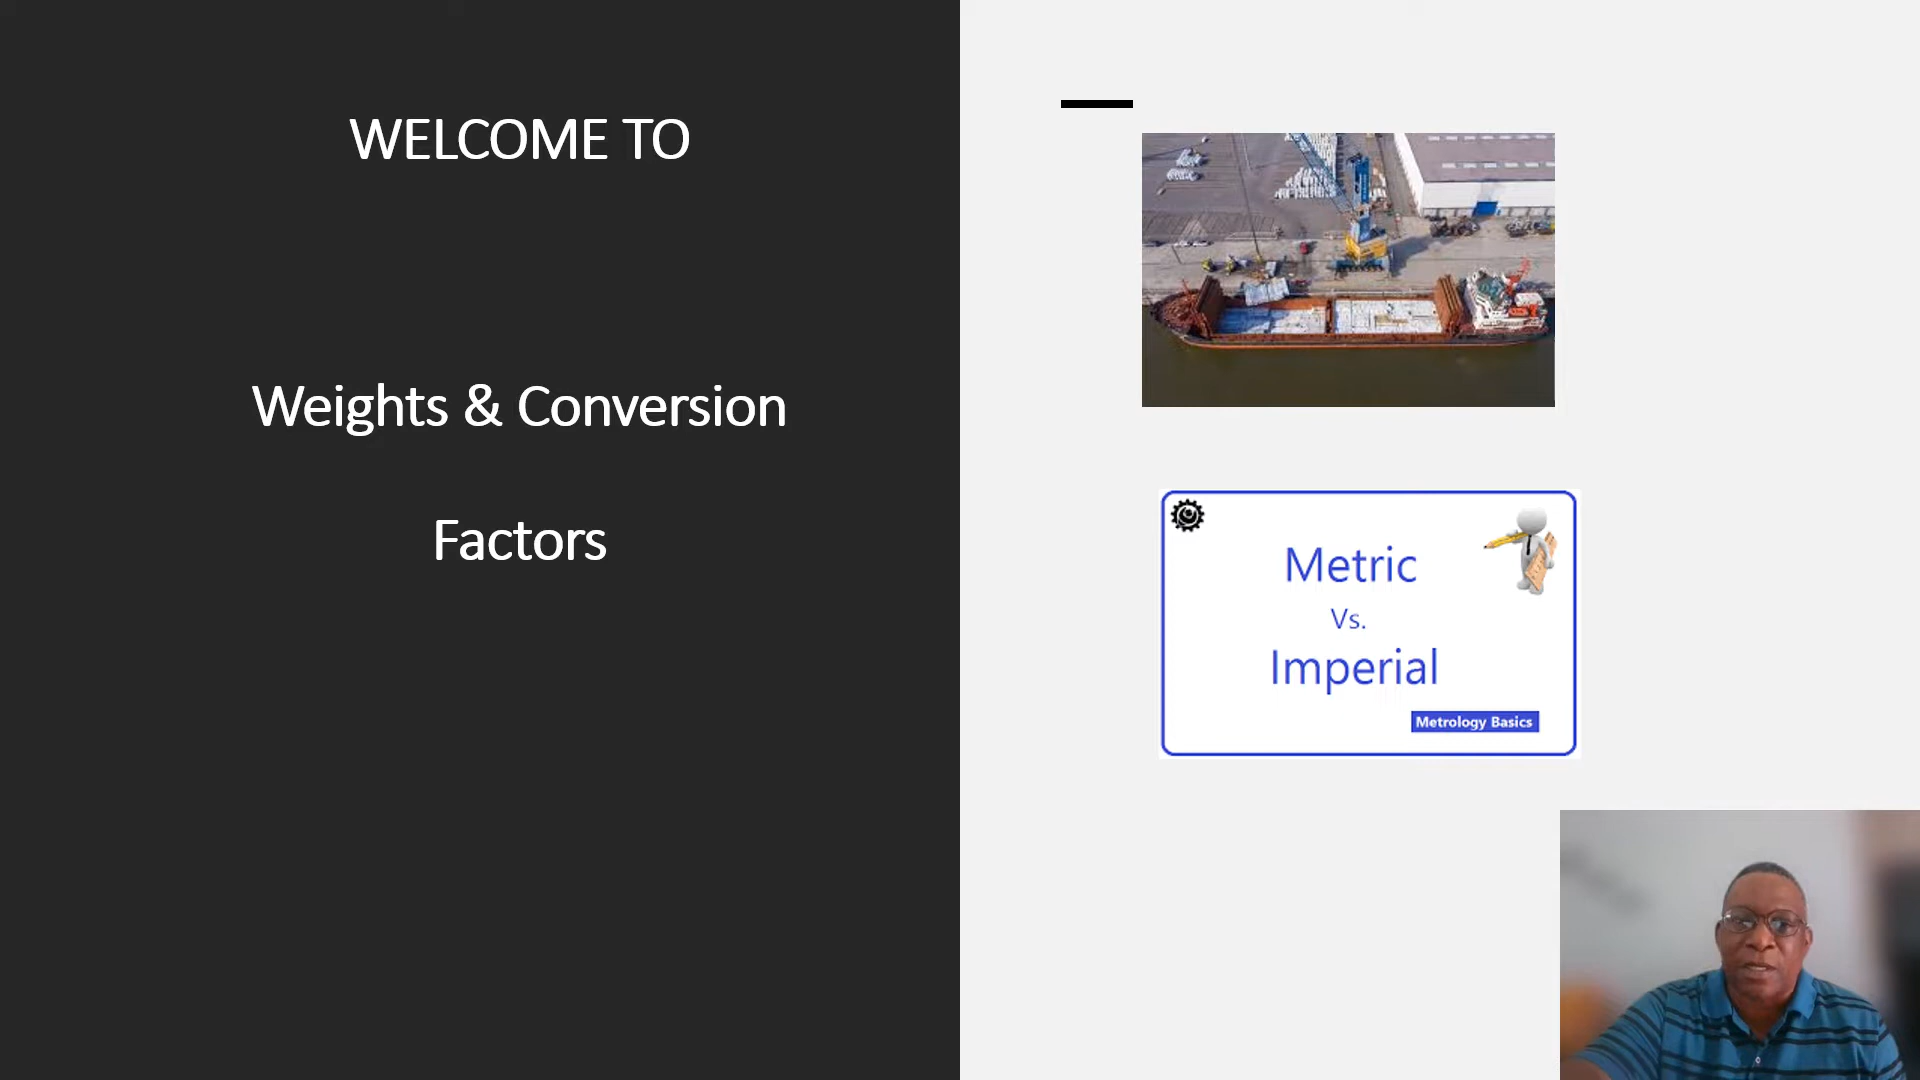 WELCOME TO
Weights & Conversion
Factors
Metric
Vs.
Imperial
Metrology Basics